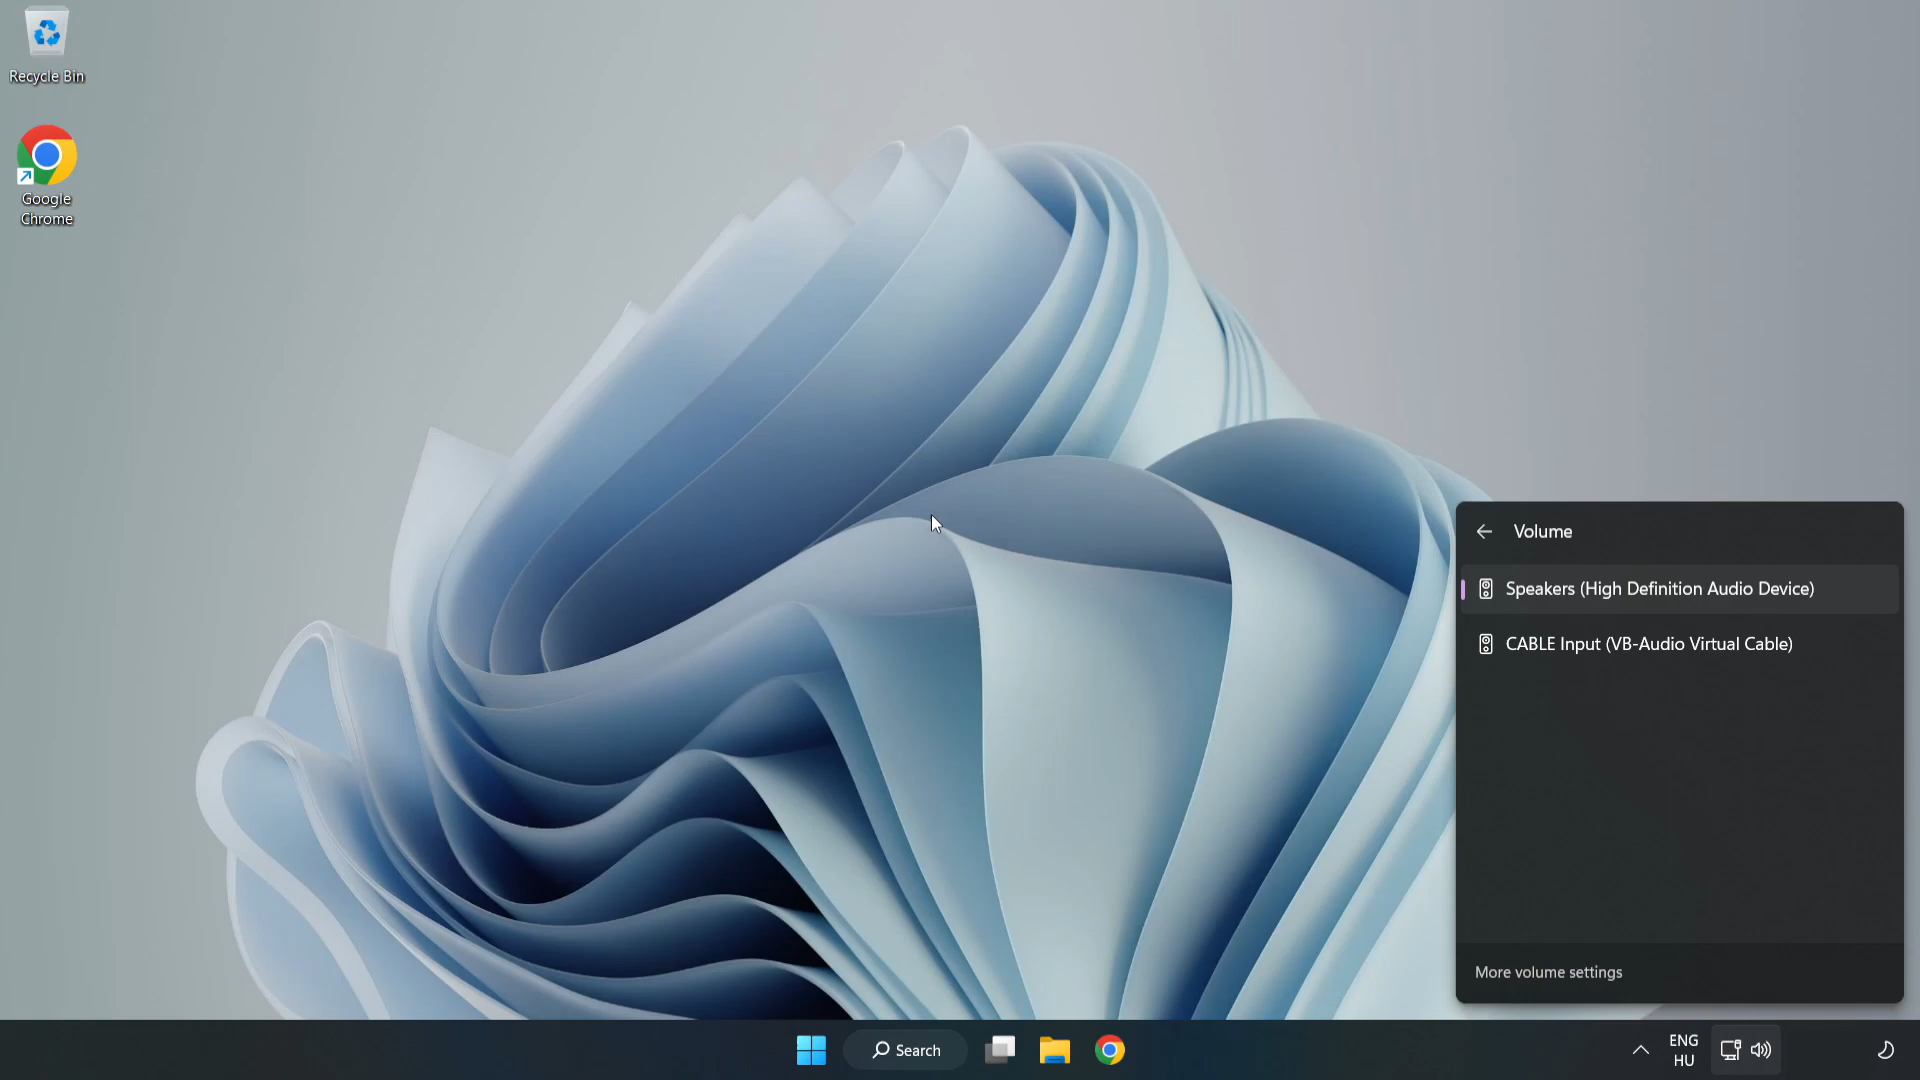 Recycle Bin
Google
Chrome
Volume
Speakers (High Definition Audio Device)
CABLE Input (VB-Audio Virtual Cable)
More volume settings
Search
ENG
HU